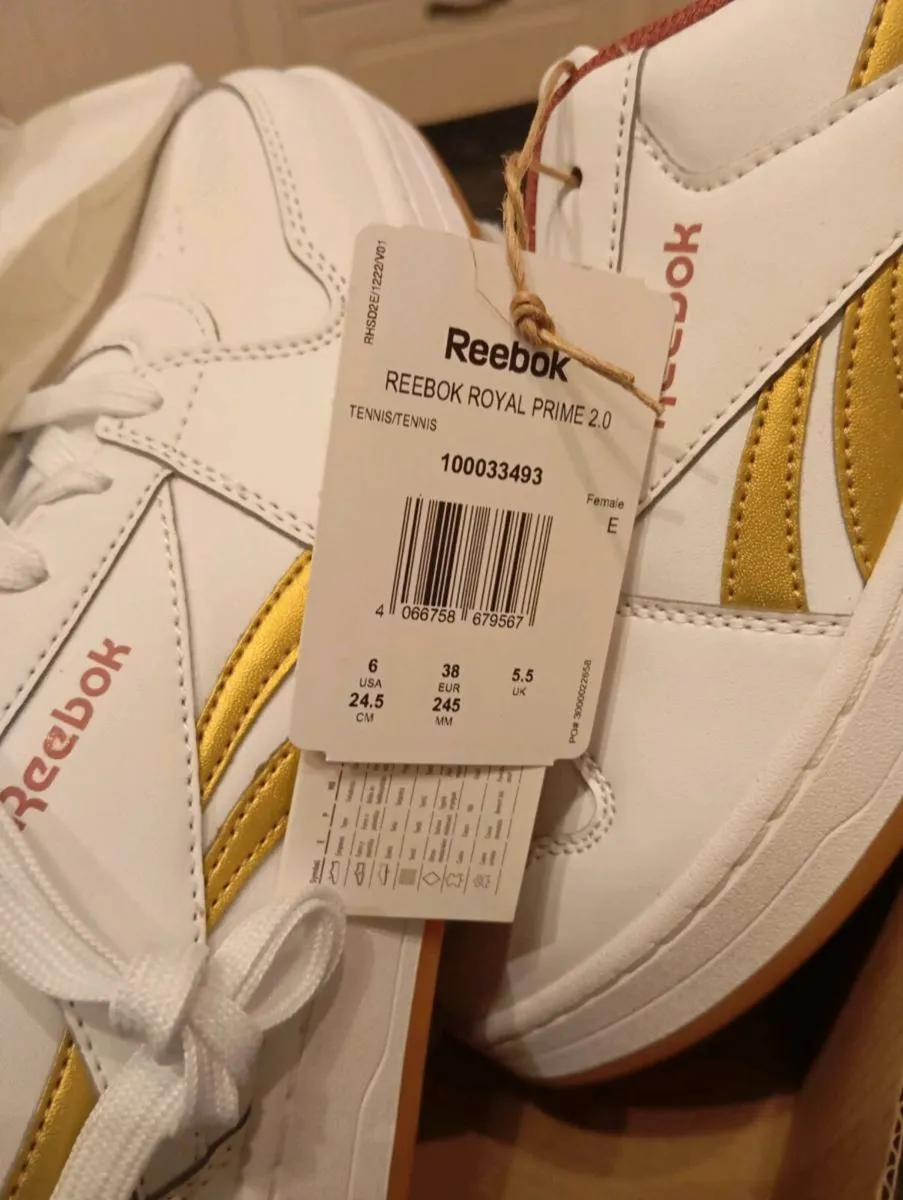 RHSD2E/1222/V01
Reebok
REEBOK ROYAL PRIME 2.0
TENNIS/TENNIS
100033493
Female
E
4 066758 679567
6 38 5.5
USA EUR UK
24.5 245
CM MM
PO# 3000022658
Reebok
Reebok